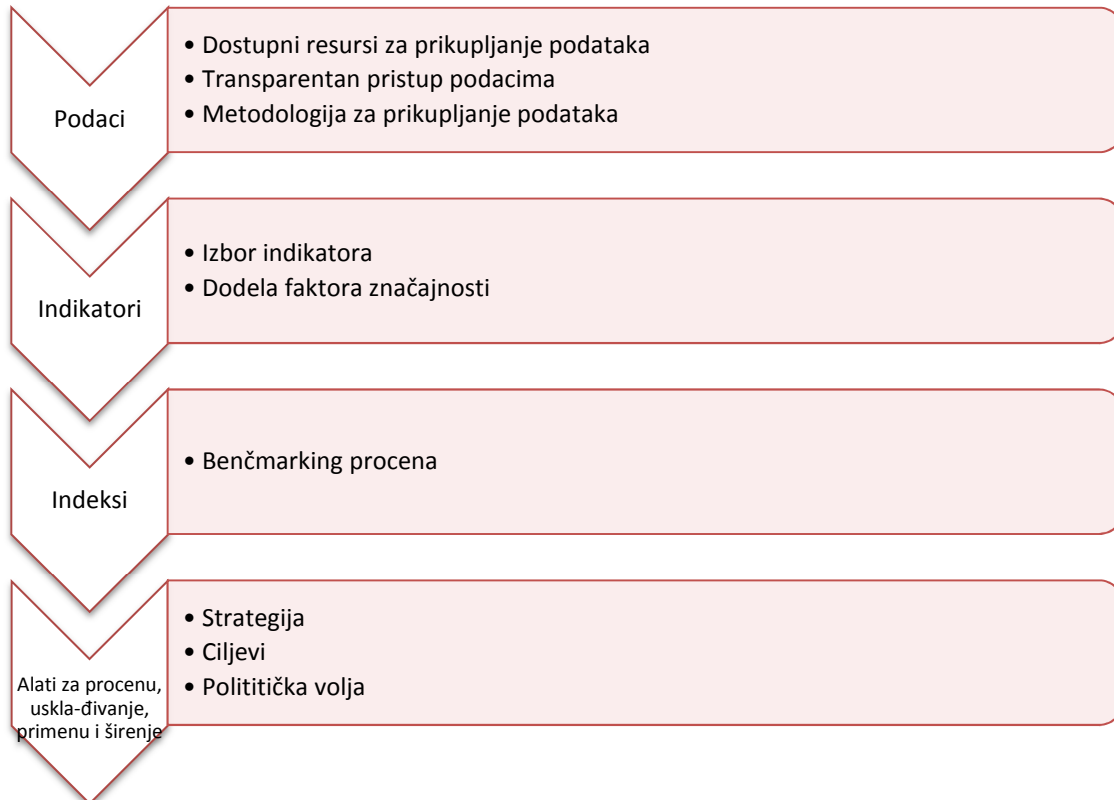 Podaci
• Dostupni resursi za prikupljanje podataka
• Transparentan pristup podacima
• Metodologija za prikupljanje podataka
Indikatori
• Izbor indikatora
• Dodela faktora značajnosti
Indeksi
• Benčmarking procena
Alati za procenu,
uskla-đivanje,
primenu i širenje
• Strategija
• Ciljevi
• Polititička volja